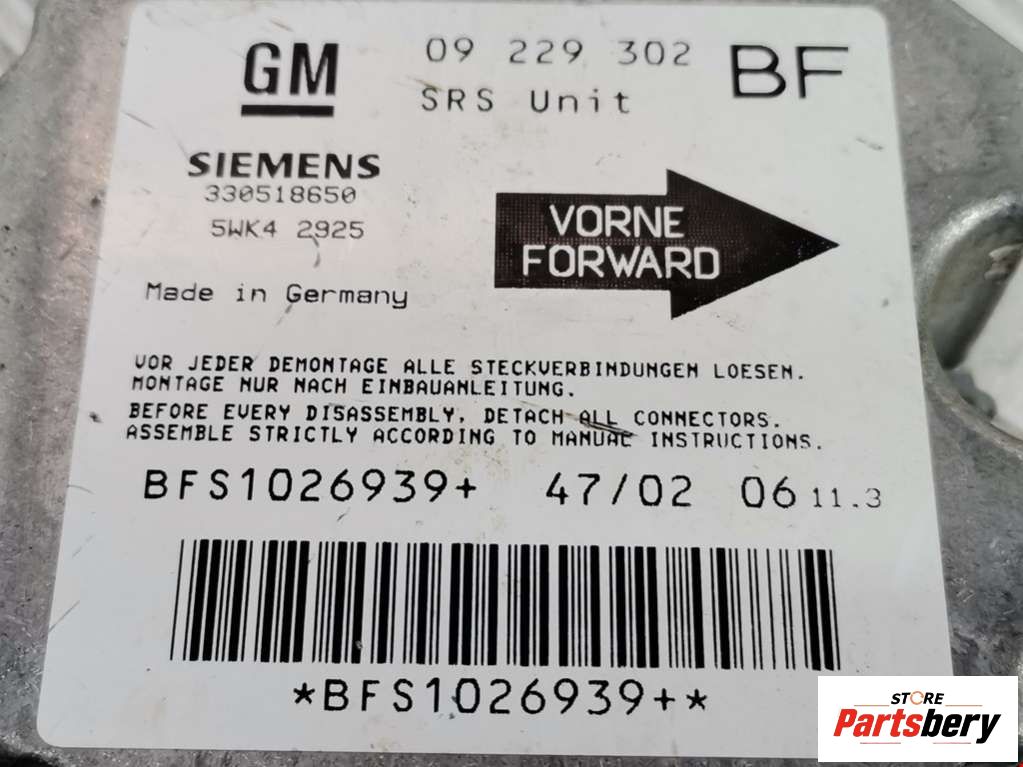 GM
09 229 302
BF
SRS Unit
SIEMENS
330518650
5WK4 2925
VORNE
FORWARD
Made in Germany
VOR JEDER DEMONTAGE ALLE STECKVERBINDUNGEN LOESEN.
MONTAGE NUR NACH EINBAUANLEITUNG.
BEFORE EVERY DISASSEMBLY, DETACH ALL CONNECTORS.
ASSEMBLE STRICTLY ACCORDING TO MANUAL INSTRUCTIONS.
BFS1026939+ 47/02 06 11.3
*BFS1026939+*
STORE
Partsbery